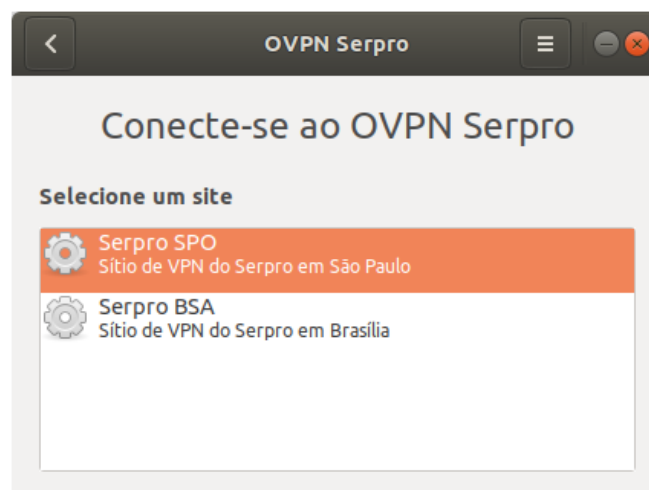 OVPN Serpro
Conecte-se ao OVPN Serpro
Selecione um site
Serpro SPO
Sítio de VPN do Serpro em São Paulo
Serpro BSA
Sítio de VPN do Serpro em Brasília